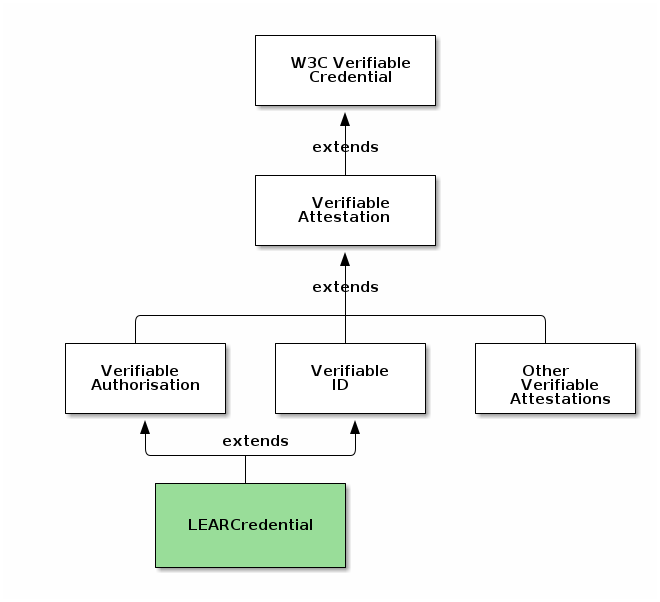 W3C Verifiable
Credential
extends
Verifiable
Attestation
extends
Verifiable
Authorisation
Verifiable
ID
Other
Verifiable
Attestations
extends
LEARCredential